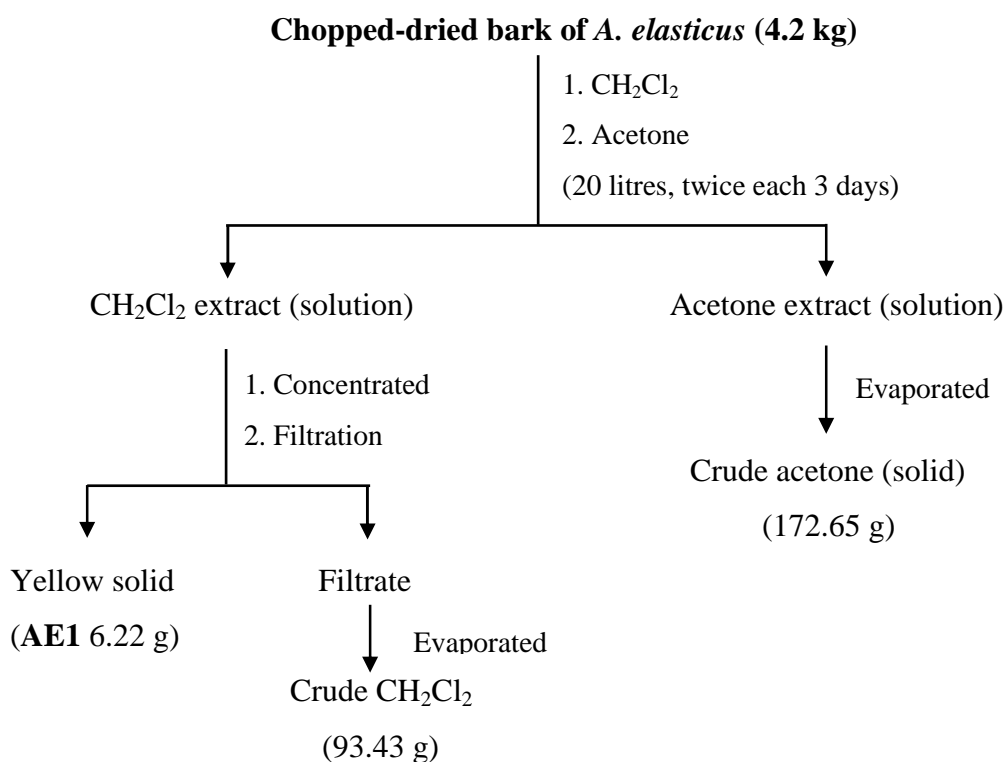 Chopped-dried bark of A. elasticus (4.2 kg)
1. CH₂Cl₂
2. Acetone
(20 litres, twice each 3 days)
CH₂Cl₂ extract (solution)
Acetone extract (solution)
1. Concentrated
2. Filtration
Evaporated
Crude acetone (solid)
(172.65 g)
Yellow solid
(AE1 6.22 g)
Filtrate
Evaporated
Crude CH₂Cl₂
(93.43 g)